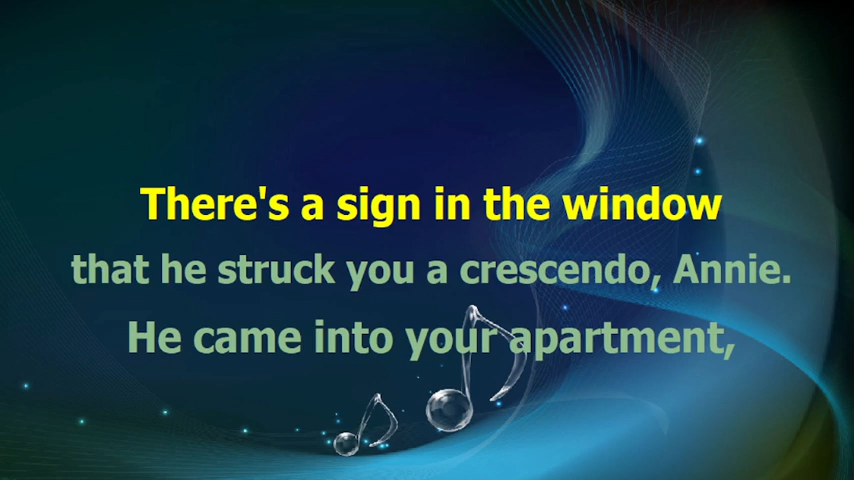 There's a sign in the window
that he struck you a crescendo, Annie.
He came into your apartment,